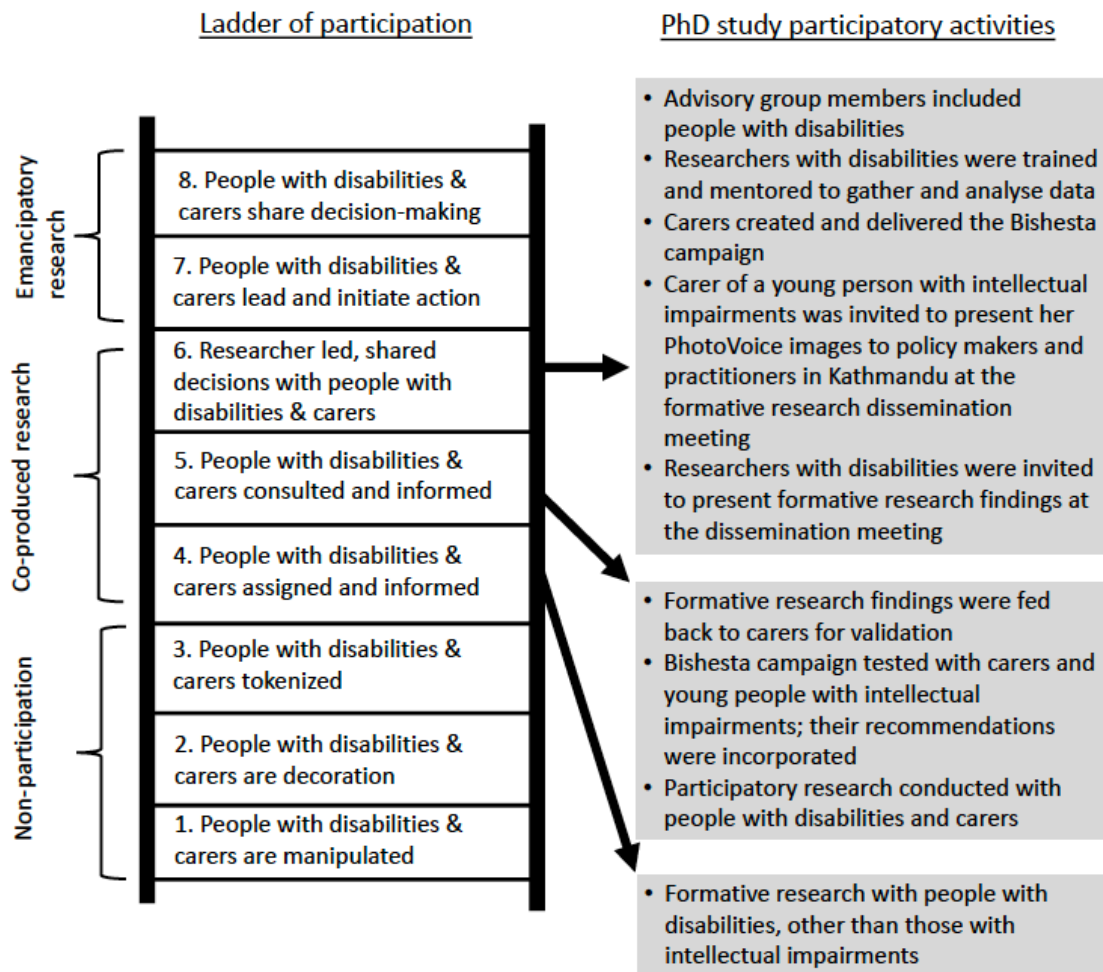 Ladder of participation
Emancipatory
research
Co-produced research
Non-participation
8. People with disabilities &
carers share decision-making
7. People with disabilities &
carers lead and initiate action
6. Researcher led, shared
decisions with people with
disabilities & carers
5. People with disabilities &
carers consulted and informed
4. People with disabilities &
carers assigned and informed
3. People with disabilities &
carers tokenized
2. People with disabilities &
carers are decoration
1. People with disabilities &
carers are manipulated
PhD study participatory activities
• Advisory group members included
people with disabilities
• Researchers with disabilities were trained
and mentored to gather and analyse data
• Carers created and delivered the Bishesta
campaign
• Carer of a young person with intellectual
impairments was invited to present her
PhotoVoice images to policy makers and
practitioners in Kathmandu at the
formative research dissemination
meeting
• Researchers with disabilities were invited
to present formative research findings at
the dissemination meeting
• Formative research findings were fed
back to carers for validation
• Bishesta campaign tested with carers and
young people with intellectual
impairments; their recommendations
were incorporated
• Participatory research conducted with
people with disabilities and carers
• Formative research with people with
disabilities, other than those with
intellectual impairments